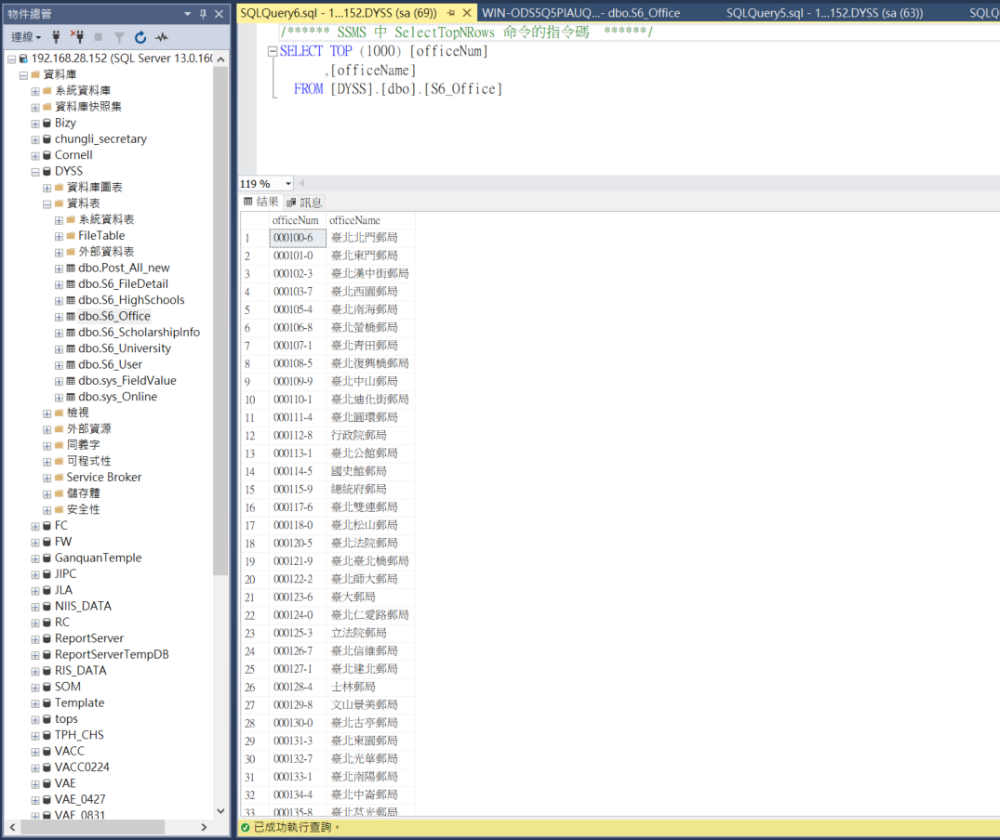 物件總管
連線
192.168.28.152 (SQL Server 13.0.160
資料庫
系統資料庫
資料庫快照集
Bizy
chungli_secretary
Cornell
DYSS
資料庫圖表
資料表
系統資料表
FileTable
外部資料表
dbo.Post_All_new
dbo.S6_FileDetail
dbo.S6_HighSchools
dbo.S6_Office
dbo.S6_ScholarshipInfo
dbo.S6_University
dbo.S6_User
dbo.sys_FieldValue
dbo.sys_Online
檢視
外部資源
同義字
可程式性
Service Broker
儲存體
安全性
FC
FW
GanquanTemple
JIPC
JLA
NIIS_DATA
RC
ReportServer
ReportServerTempDB
RIS_DATA
SOM
Template
tops
TPH_CHS
VACC
VACC0224
VAE
VAE_0427
VAE_0831
SQLQuery6.sql - 1...152.DYSS (sa (69)) WIN-ODS5Q5PIAUQ...- dbo.S6_Office SQLQuery5.sql - 1...152.DYSS (sa (63)) SQLQ
/****** SSMS 中 SelectTopNRows 命令的指令碼 ******/
SELECT TOP (1000) [officeNum]
,[officeName]
FROM [DYSS].[dbo].[S6_Office]
119 %
結果 訊息
officeNum officeName
1 000100-6 臺北北門郵局
2 000101-0 臺北東門郵局
3 000102-3 臺北漢中街郵局
4 000103-7 臺北西園郵局
5 000105-4 臺北南海郵局
6 000106-8 臺北螢橋郵局
7 000107-1 臺北青田郵局
8 000108-5 臺北復興橋郵局
9 000109-9 臺北中山郵局
10 000110-1 臺北迪化街郵局
11 000111-4 臺北圓環郵局
12 000112-8 行政院郵局
13 000113-1 臺北公館郵局
14 000114-5 國史館郵局
15 000115-9 總統府郵局
16 000117-6 臺北雙連郵局
17 000118-0 臺北松山郵局
18 000120-5 臺北法院郵局
19 000121-9 臺北臺北橋郵局
20 000122-2 臺北師大郵局
21 000123-6 臺大郵局
22 000124-0 臺北仁愛路郵局
23 000125-3 立法院郵局
24 000126-7 臺北信維郵局
25 000127-1 臺北建北郵局
26 000128-4 士林郵局
27 000129-8 文山景美郵局
28 000130-0 臺北古亭郵局
29 000131-3 臺北東園郵局
30 000132-7 臺北光華郵局
31 000133-1 臺北南陽郵局
32 000134-4 臺北中崙郵局
33 000135-8 臺北莒光郵局
已成功執行查詢。